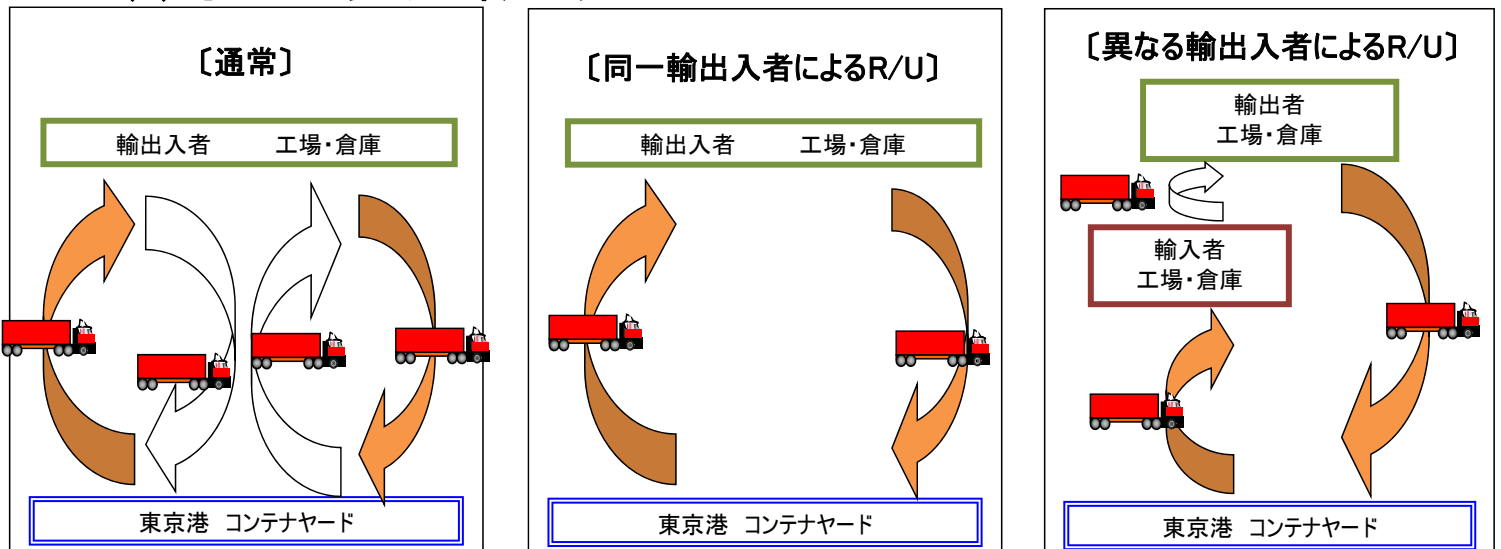 〔通常〕
輸出入者 工場・倉庫
東京港 コンテナヤード
〔同一輸出入者によるR/U〕
輸出入者 工場・倉庫
東京港 コンテナヤード
〔異なる輸出入者によるR/U〕
輸出者
工場・倉庫
輸入者
工場・倉庫
東京港 コンテナヤード